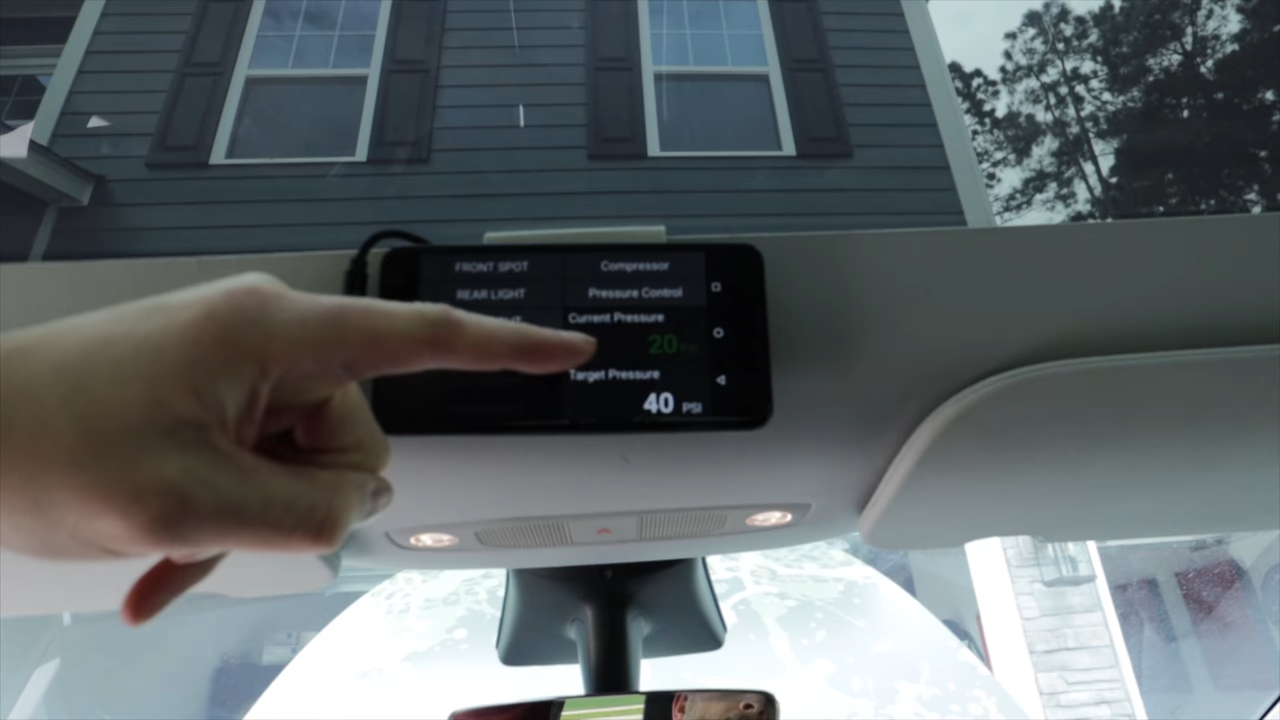 FRONT SPOT
Compressor
REAR LIGHT
Pressure Control
Current Pressure
20
Target Pressure
40 PSI